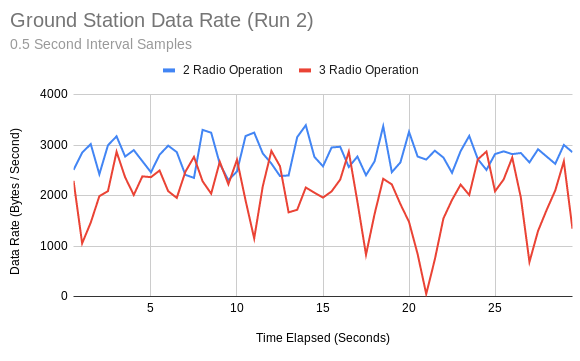 Ground Station Data Rate (Run 2)
0.5 Second Interval Samples
2 Radio Operation 3 Radio Operation
4000
3000
2000
1000
0
Data Rate (Bytes / Second)
5 10 15 20 25
Time Elapsed (Seconds)